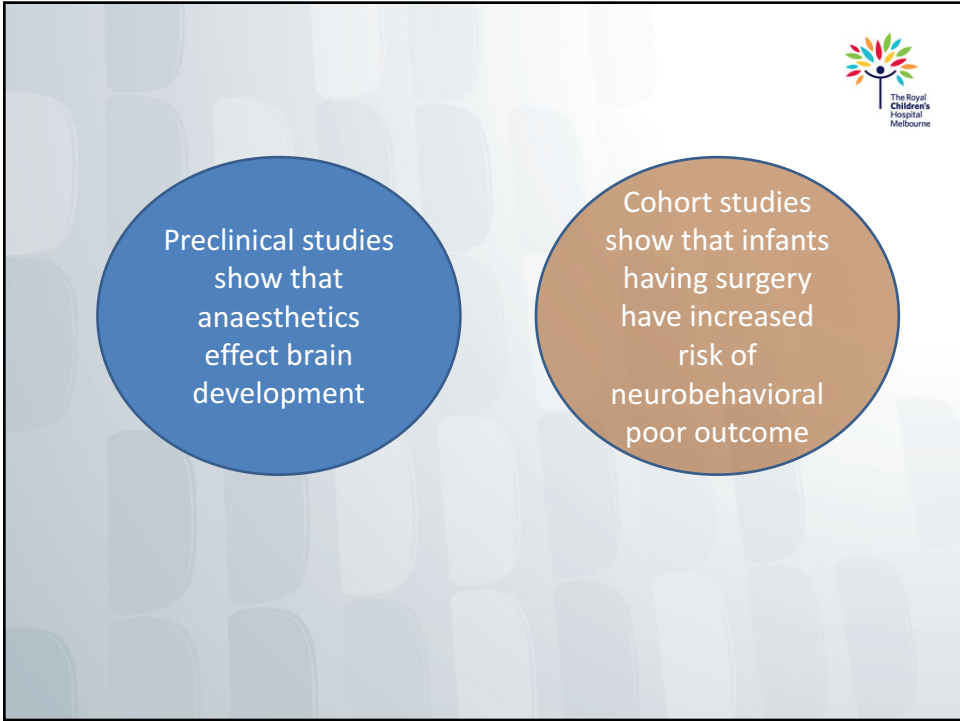 The Royal
Children's
Hospital
Melbourne
Preclinical studies
show that
anaesthetics
effect brain
development
Cohort studies
show that infants
having surgery
have increased
risk of
neurobehavioral
poor outcome